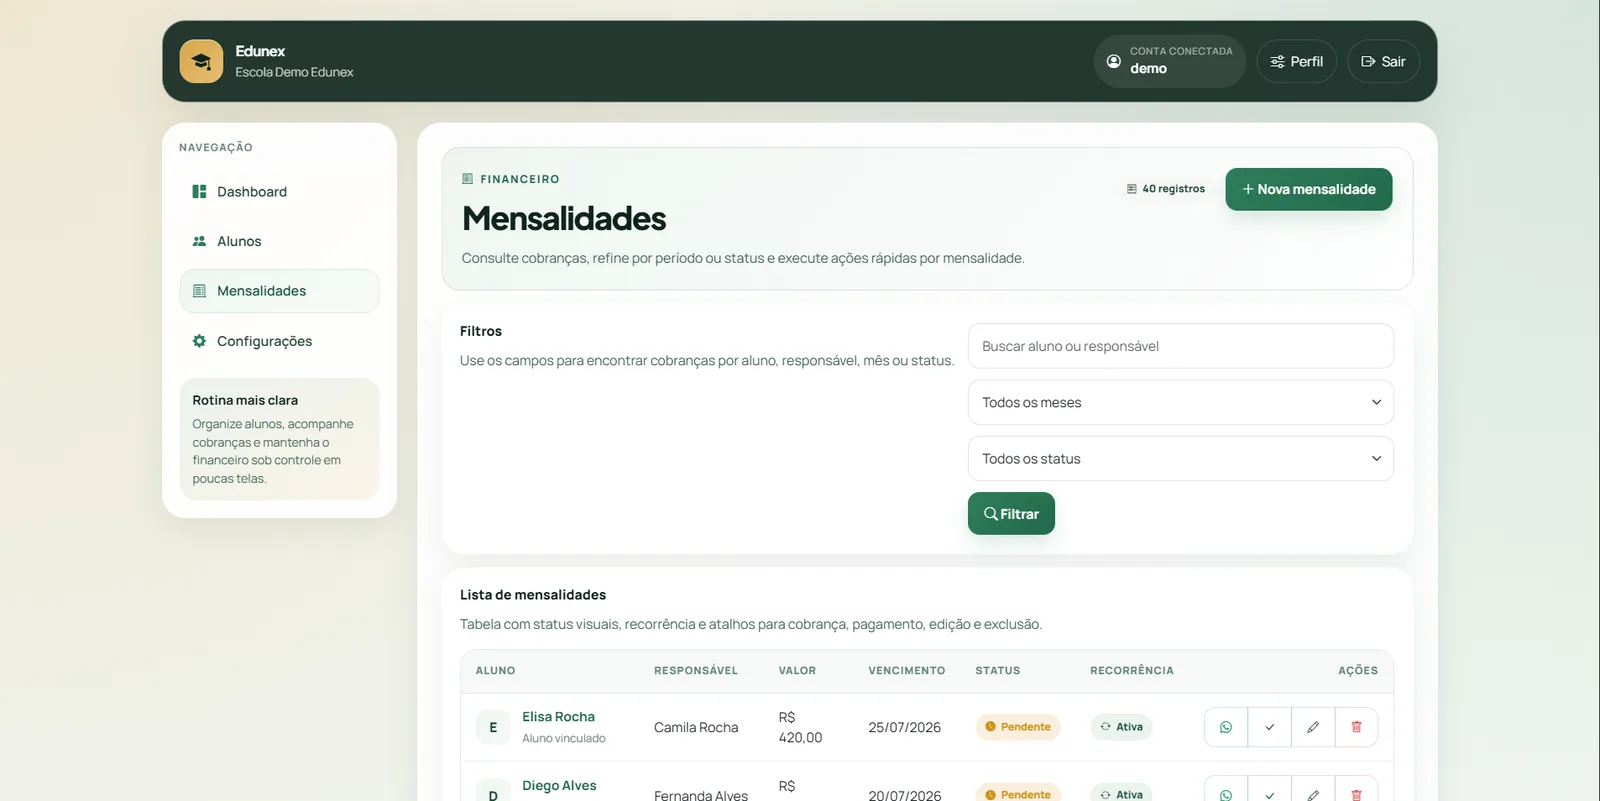 Edunex
Escola Demo Edunex
CONTA CONECTADA
demo
Perfil
Sair
NAVEGAÇÃO
Dashboard
Alunos
Mensalidades
Configurações
Rotina mais clara
Organize alunos, acompanhe
cobranças e mantenha o
financeiro sob controle em
poucas telas.
FINANCEIRO
40 registros
Nova mensalidade
Mensalidades
Consulte cobranças, refine por período ou status e execute ações rápidas por mensalidade.
Filtros
Use os campos para encontrar cobranças por aluno, responsável, mês ou status.
Buscar aluno ou responsável
Todos os meses
Todos os status
Filtrar
Lista de mensalidades
Tabela com status visuais, recorrência e atalhos para cobrança, pagamento, edição e exclusão.
ALUNO RESPONSÁVEL VALOR VENCIMENTO STATUS RECORRÊNCIA AÇÕES
E Elisa Rocha Aluno vinculado Camila Rocha R$ 420,00 25/07/2026 Pendente Ativa
D Diego Alves Fernanda Alves R$ 20/07/2026 Pendente Ativa